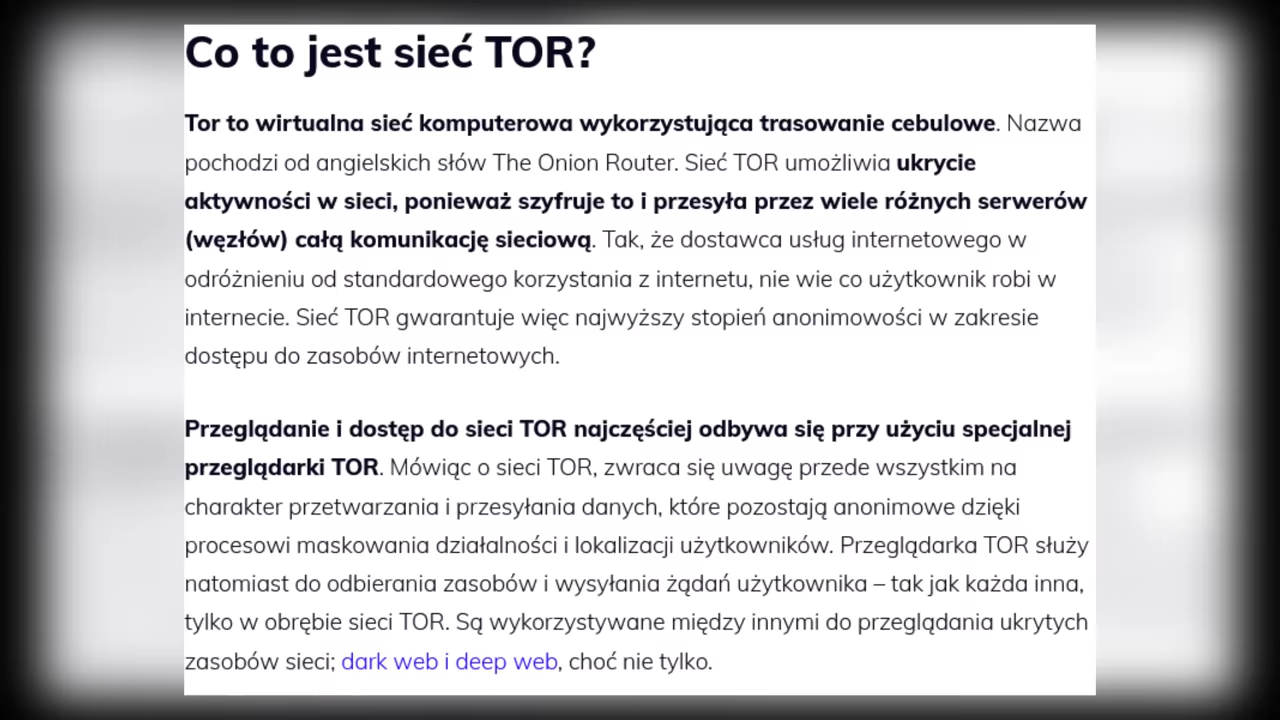 Co to jest sieć TOR?
Tor to wirtualna sieć komputerowa wykorzystująca trasowanie cebulowe. Nazwa
pochodzi od angielskich słów The Onion Router. Sieć TOR umożliwia ukrycie
aktywności w sieci, ponieważ szyfruje to i przesyła przez wiele różnych serwerów
(węzłów) całą komunikację sieciową. Tak, że dostawca usług internetowego w
odróżnieniu od standardowego korzystania z internetu, nie wie co użytkownik robi w
internecie. Sieć TOR gwarantuje więc najwyższy stopień anonimowości w zakresie
dostępu do zasobów internetowych.
Przeglądanie i dostęp do sieci TOR najczęściej odbywa się przy użyciu specjalnej
przeglądarki TOR. Mówiąc o sieci TOR, zwraca się uwagę przede wszystkim na
charakter przetwarzania i przesyłania danych, które pozostają anonimowe dzięki
procesowi maskowania działalności i lokalizacji użytkowników. Przeglądarka TOR służy
natomiast do odbierania zasobów i wysyłania żądań użytkownika – tak jak każda inna,
tylko w obrębie sieci TOR. Są wykorzystywane między innymi do przeglądania ukrytych
zasobów sieci; dark web i deep web, choć nie tylko.